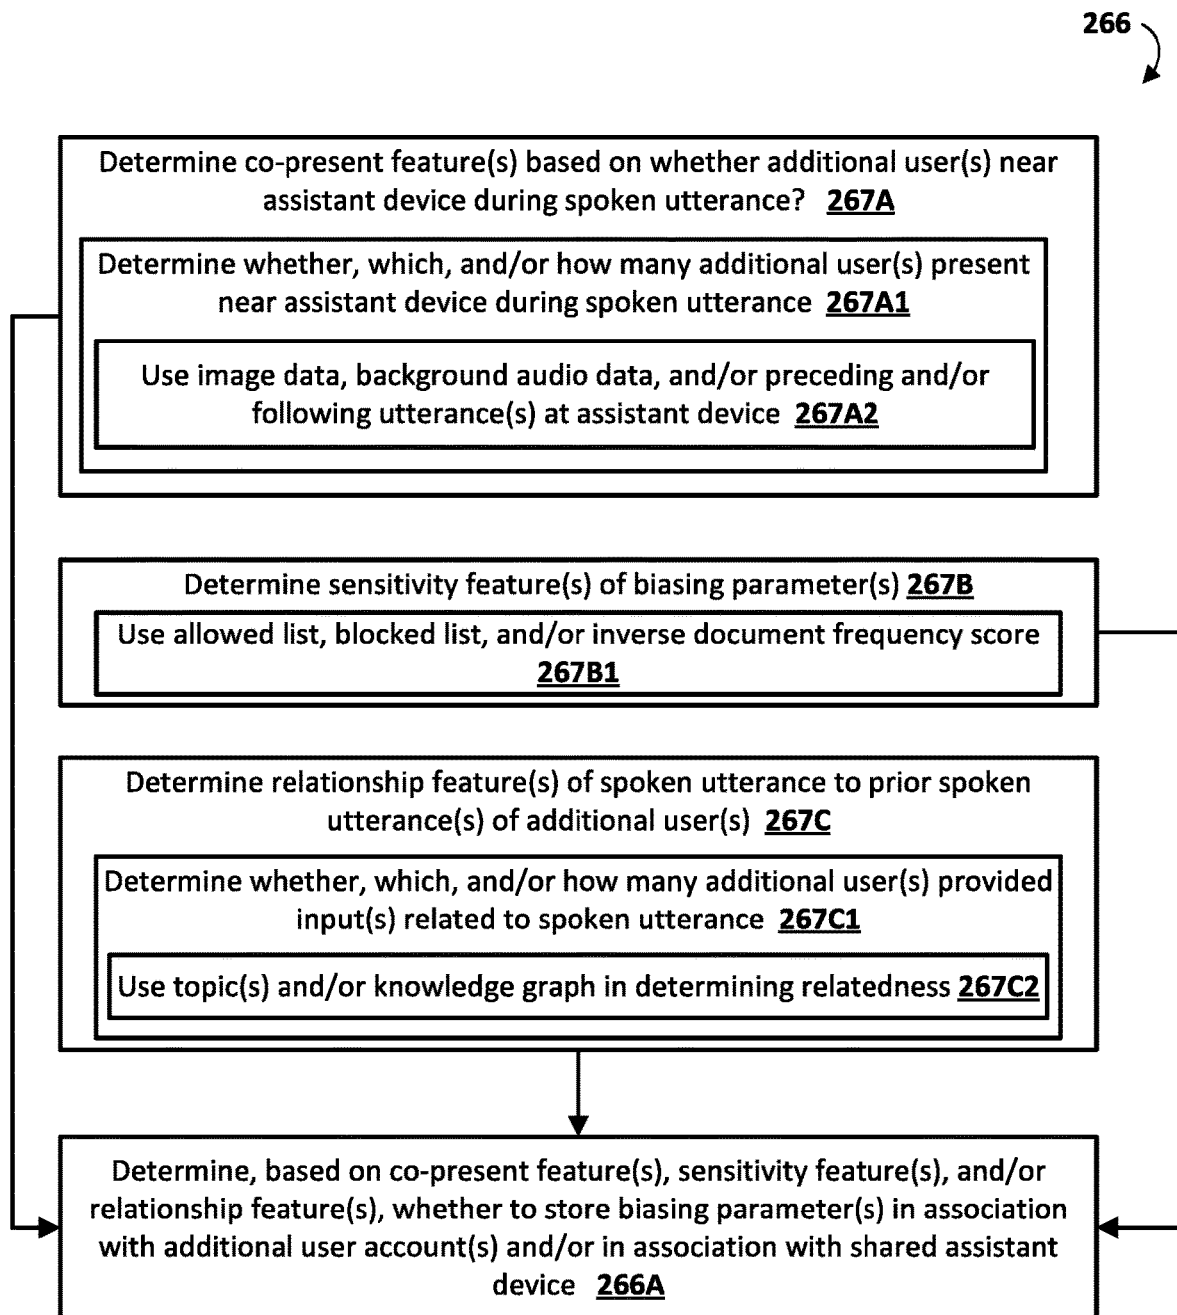 266
Determine co-present feature(s) based on whether additional user(s) near
assistant device during spoken utterance? 267A
Determine whether, which, and/or how many additional user(s) present
near assistant device during spoken utterance 267A1
Use image data, background audio data, and/or preceding and/or
following utterance(s) at assistant device 267A2
Determine sensitivity feature(s) of biasing parameter(s) 267B
Use allowed list, blocked list, and/or inverse document frequency score
267B1
Determine relationship feature(s) of spoken utterance to prior spoken
utterance(s) of additional user(s) 267C
Determine whether, which, and/or how many additional user(s) provided
input(s) related to spoken utterance 267C1
Use topic(s) and/or knowledge graph in determining relatedness 267C2
Determine, based on co-present feature(s), sensitivity feature(s), and/or
relationship feature(s), whether to store biasing parameter(s) in association
with additional user account(s) and/or in association with shared assistant
device 266A